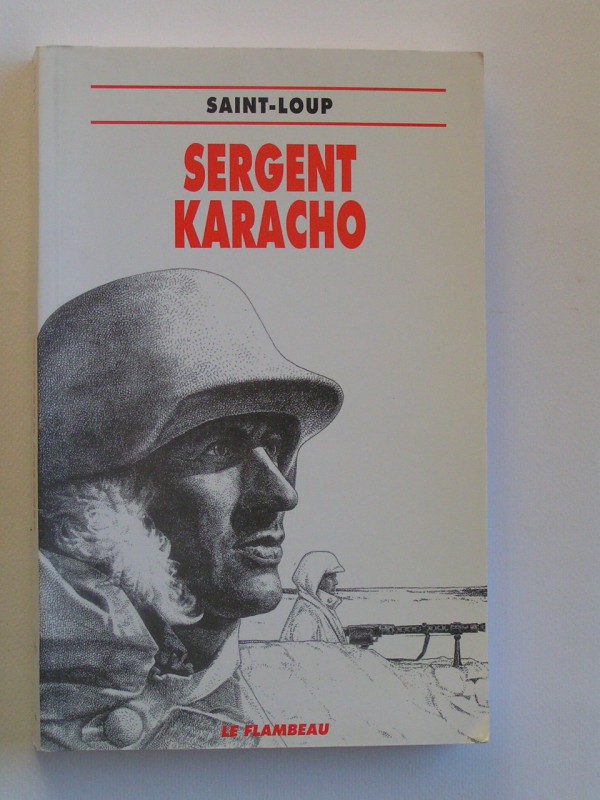 SAINT-LOUP
SERGENT
KARACHO
LE FLAMBEAU